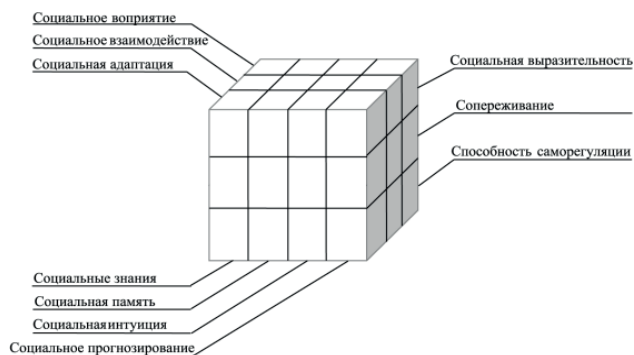 Социальное воприятие
Социальное взаимодействие
Социальная адаптация
Социальная выразительность
Сопереживание
Способность саморегуляции
Социальные знания
Социальная память
Социальная интуиция
Социальное прогнозирование